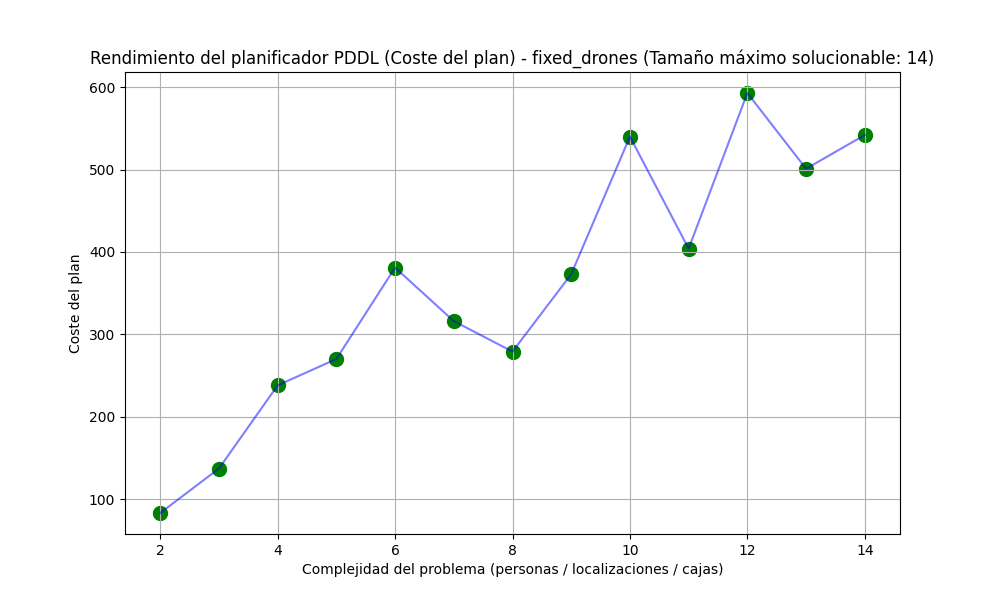 Rendimiento del planificador PDDL (Coste del plan) - fixed_drones (Tamaño máximo solucionable: 14)
600
500
400
300
200
100
Coste del plan
2 4 6 8 10 12 14
Complejidad del problema (personas / localizaciones / cajas)